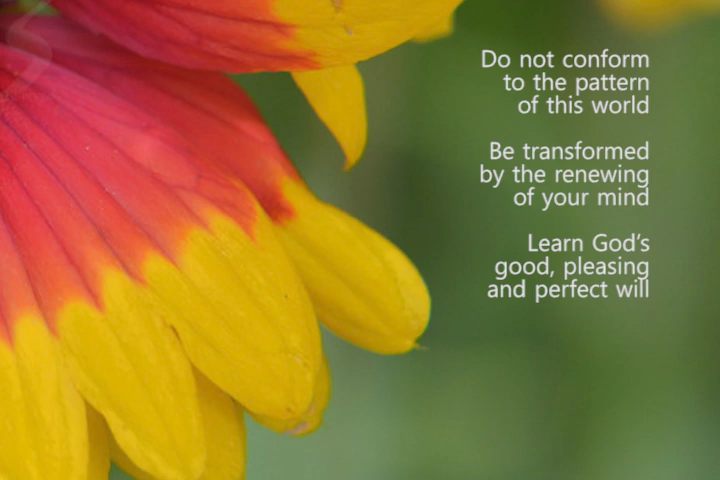 Do not conform
to the pattern
of this world
Be transformed
by the renewing
of your mind
Learn God's
good, pleasing
and perfect will